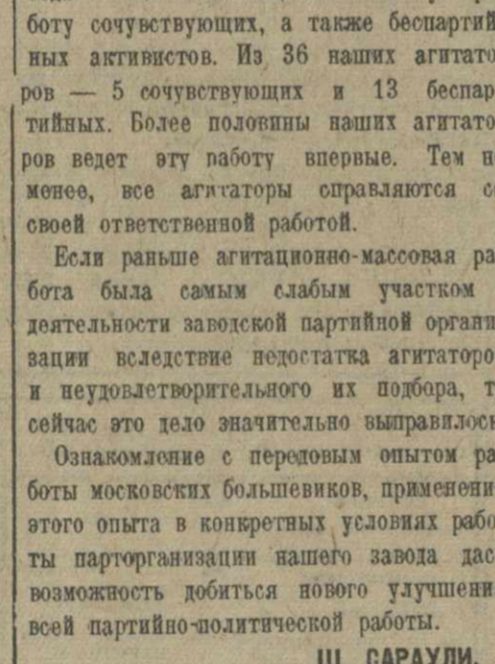 боту сочувствующих, а также беспартий
ных активистов. Из 36 наших агитато
ров — 5 сочувствующих и 13 беспар
тийных. Более половины наших агитато
ров ведет эту работу впервые. Тем н
менее, все агитаторы справляются с
своей ответственной работой.
Если раньше агитационно-массовая ра
бота была самым слабым участком
деятельности заводской партийной органи
зации вследствие недостатка агитаторо
и неудовлетворительного их подбора, т
сейчас это дело значительно выправилось
Ознакомление с передовым опытом ра
боты московских большевиков, применени
этого опыта в конкретных условиях рабо
ты парторганизации нашего завода дас
возможность добиться нового улучшени
всей партийно-политической работы.
Ш. САРАУЛИ.